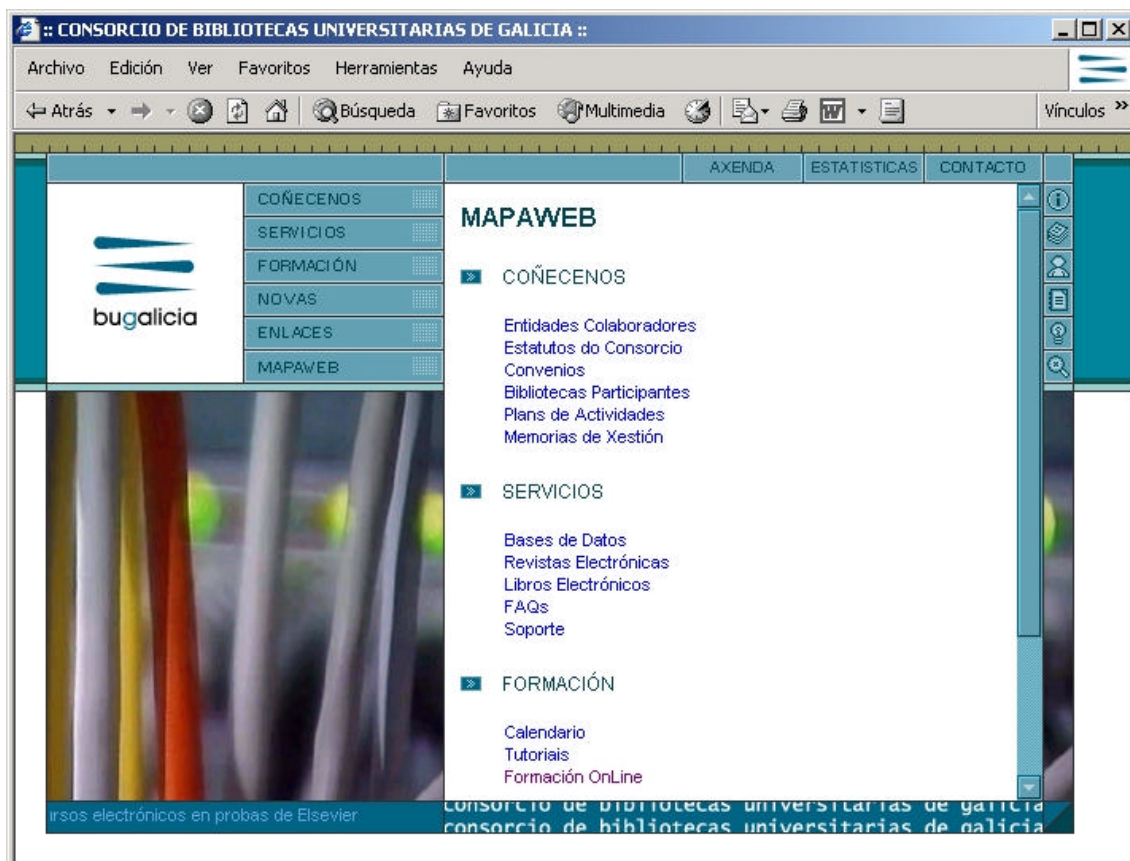 :: CONSORCIO DE BIBLIOTECAS UNIVERSITARIAS DE GALICIA ::
Archivo Edición Ver Favoritos Herramientas Ayuda
Atrás Búsqueda Favoritos Multimedia Vínculos »
AXENDA ESTATISTICAS CONTACTO
COÑECENOS
SERVICIOS
FORMACIÓN
NOVAS
ENLACES
MAPAWEB
bugalicia
MAPAWEB
COÑECENOS
Entidades Colaboradores
Estatutos do Consorcio
Convenios
Bibliotecas Participantes
Plans de Actividades
Memorias de Xestión
SERVICIOS
Bases de Datos
Revistas Electrónicas
Libros Electrónicos
FAQs
Soporte
FORMACIÓN
Calendario
Tutoriais
Formación OnLine
irsos electrónicos en probas de Elsevier
consorcio de bibliotecas universitarias de galicia
consorcio de bibliotecas universitarias de galicia